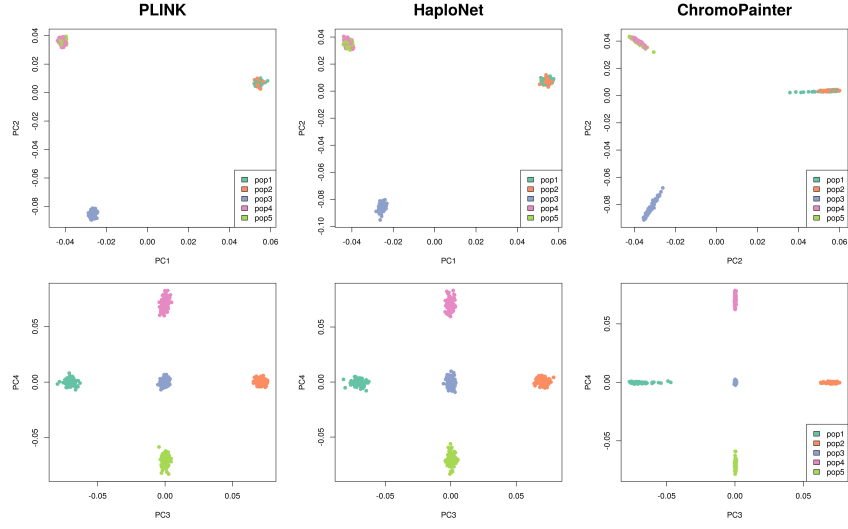 PLINK
HaploNet
ChromoPainter
PC2
0.04
0.02
0.00
-0.02
-0.04
-0.06
-0.08
-0.04
-0.02
0.00
0.02
0.04
0.06
PC1
pop1
pop2
pop3
pop4
pop5
PC2
0.04
0.02
0.00
-0.02
-0.04
-0.06
-0.08
-0.10
-0.04
-0.02
0.00
0.02
0.04
0.06
PC1
pop1
pop2
pop3
pop4
pop5
PC2
0.04
0.02
0.00
-0.02
-0.04
-0.06
-0.08
-0.04
-0.02
0.00
0.02
0.04
0.06
PC2
pop1
pop2
pop3
pop4
pop5
PC4
0.05
0.00
-0.05
-0.05
0.00
0.05
PC3
PC4
0.05
0.00
-0.05
-0.05
0.00
0.05
PC3
PC4
0.05
0.00
-0.05
-0.05
0.00
0.05
PC3
pop1
pop2
pop3
pop4
pop5